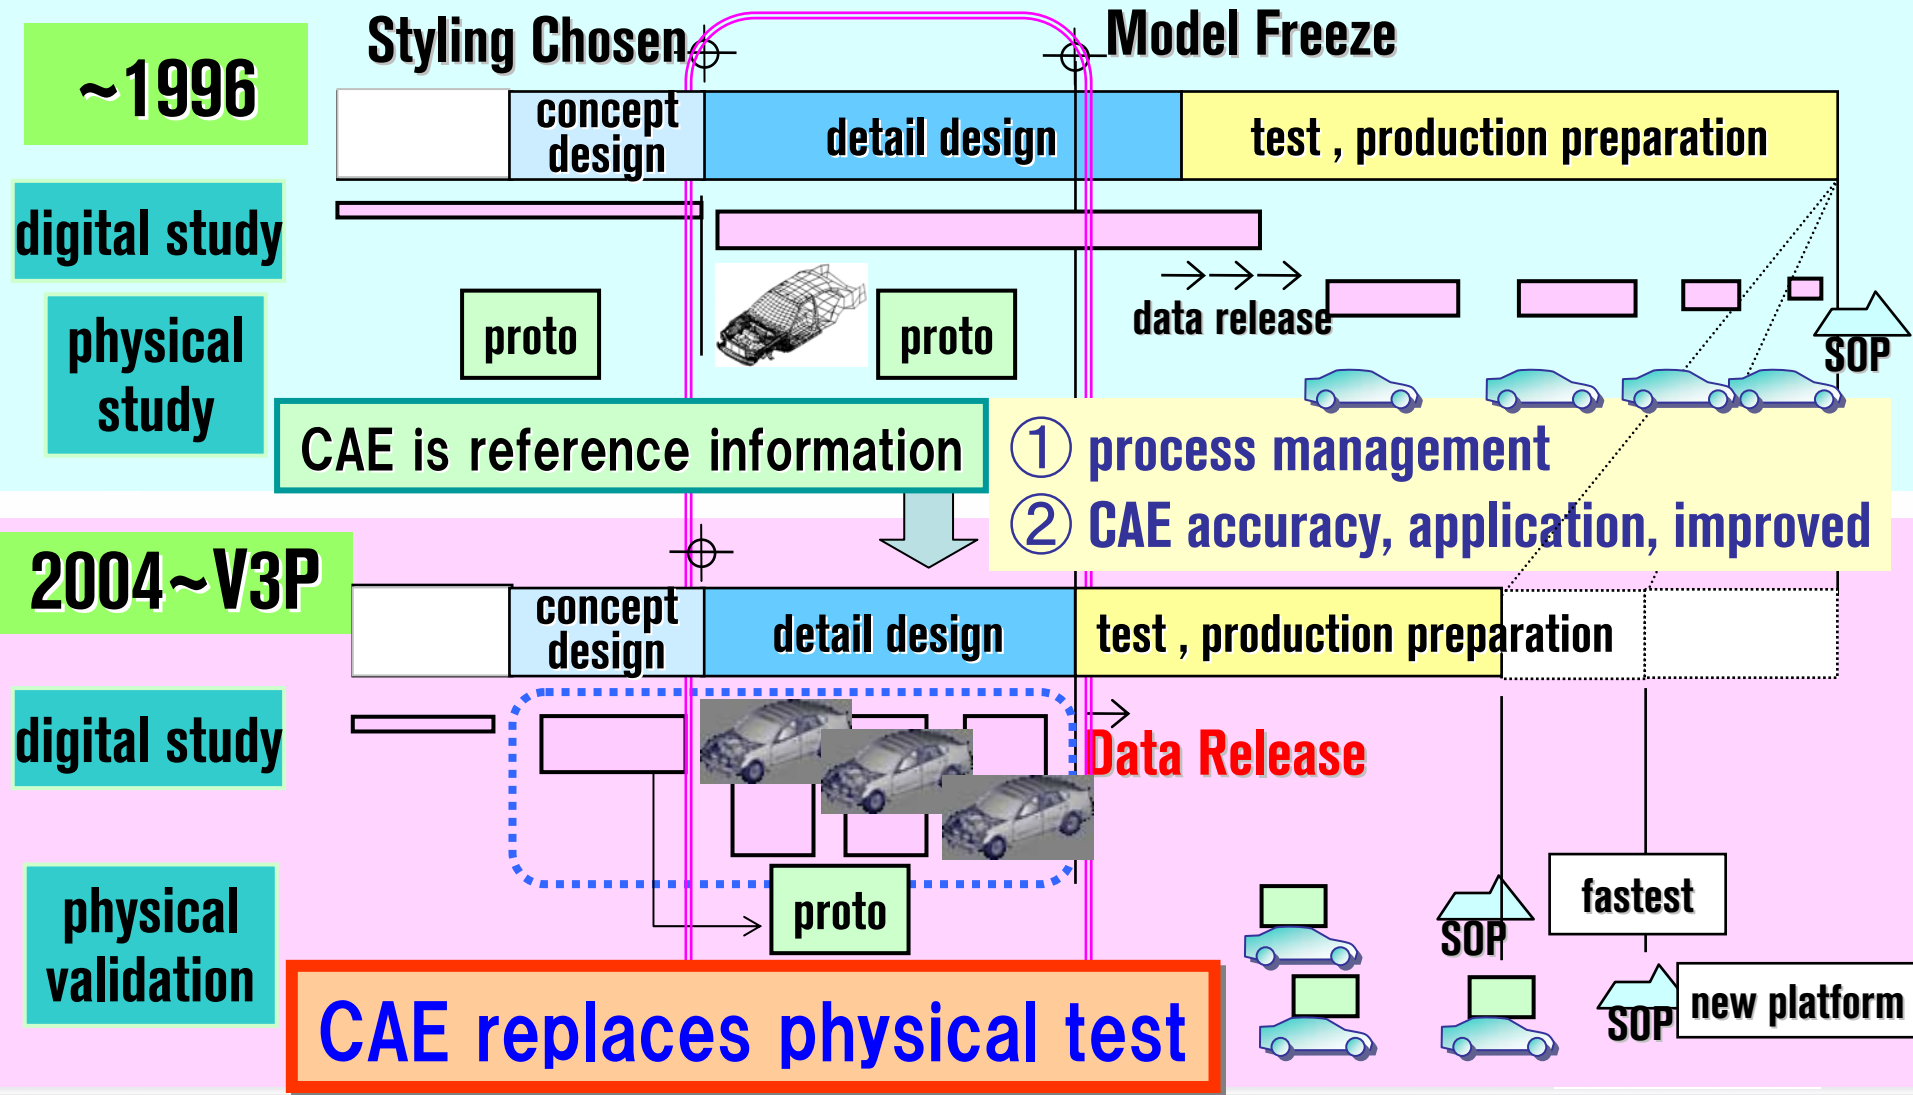 Styling Chosen
Model Freeze
~1996
concept
design
detail design
test , production preparation
digital study
physical
study
proto
proto
data release
SOP
CAE is reference information
① process management
② CAE accuracy, application, improved
2004~V3P
concept
design
detail design
test , production preparation
digital study
Data Release
physical
validation
proto
SOP
fastest
SOP
new platform
CAE replaces physical test